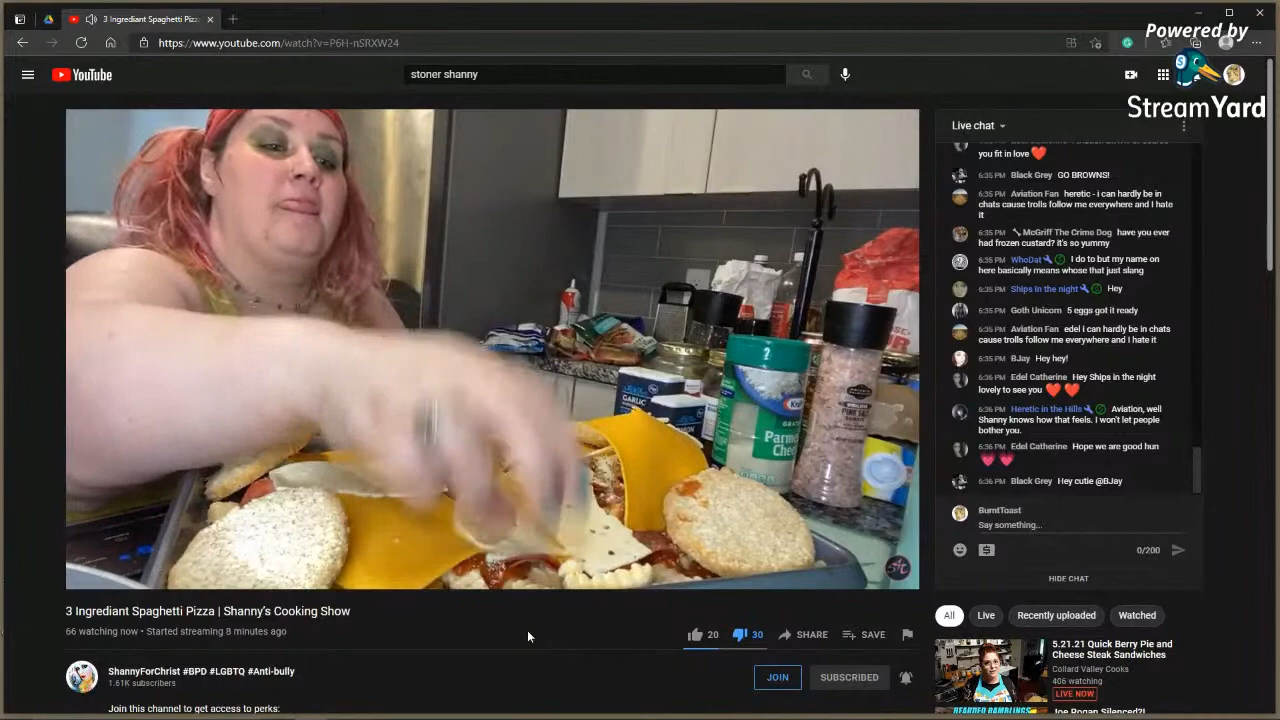 3 Ingrediant Spaghetti Pizz
https://www.youtube.com/watch?v=P6H-nSRXW24
Powered by
StreamYard
YouTube
stoner shanny
Live chat
you fit in love
6:35 PM Black Grey GO BROWNS!
6:35 PM Aviation Fan heretic - i can hardly be in
chats cause trolls follow me everywhere and I hate
it
6:35 PM McGriff The Crime Dog have you ever
had frozen custard? it's so yummy
6:35 PM WhoDat I do to but my name on
here basically means whose that just slang
6:35 PM Ships in the night Hey
6:35 PM Goth Unicorn 5 eggs got it ready
6:35 PM Aviation Fan edel i can hardly be in chats
cause trolls follow me everywhere and I hate it
6:35 PM BJay Hey hey!
6:36 PM Edel Catherine Hey Ships in the night
lovely to see you
6:36 PM Heretic in the Hills Aviation, well
Shanny knows how that feels. I won't let people
bother you.
6:36 PM Edel Catherine Hope we are good hun
6:36 PM Black Grey Hey cutie @BJay
BurntToast
Say something...
0/200
HIDE CHAT
GARLIC
Kraft
PINK SALT
3 Ingrediant Spaghetti Pizza | Shanny's Cooking Show
66 watching now • Started streaming 8 minutes ago
20
30
SHARE
SAVE
ShannyForChrist #BPD #LGBTQ #Anti-bully
1.61K subscribers
JOIN
SUBSCRIBED
Join this channel to get access to perks:
All
Live
Recently uploaded
Watched
5.21.21 Quick Berry Pie and
Cheese Steak Sandwiches
Collard Valley Cooks
406 watching
LIVE NOW
BEARDED RAMBLINGS
Joe Rogan Silenced?!